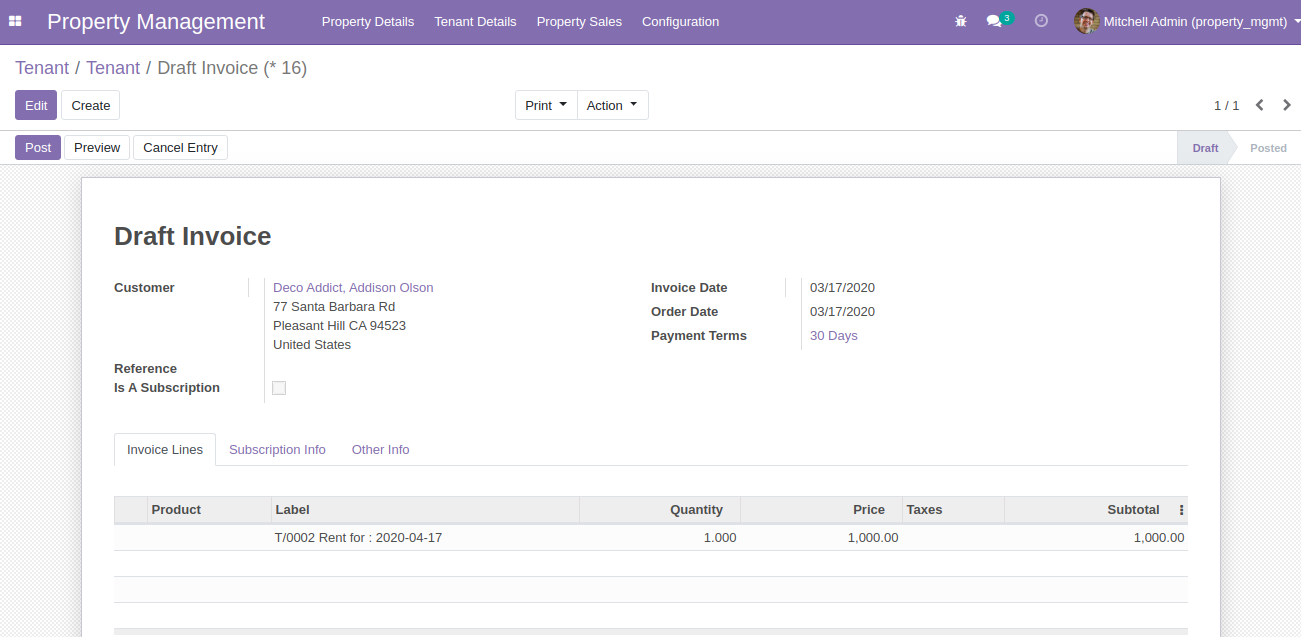 Property Management Property Details Tenant Details Property Sales Configuration 3 Mitchell Admin (property_mgmt)
Tenant / Tenant / Draft Invoice (* 16)
Edit Create Print Action 1 / 1
Post Preview Cancel Entry Draft Posted
Draft Invoice
Customer Deco Addict, Addison Olson Invoice Date 03/17/2020
77 Santa Barbara Rd Order Date 03/17/2020
Pleasant Hill CA 94523 Payment Terms 30 Days
United States
Reference
Is A Subscription
Invoice Lines Subscription Info Other Info
Product Label Quantity Price Taxes Subtotal
T/0002 Rent for : 2020-04-17 1.000 1,000.00 1,000.00